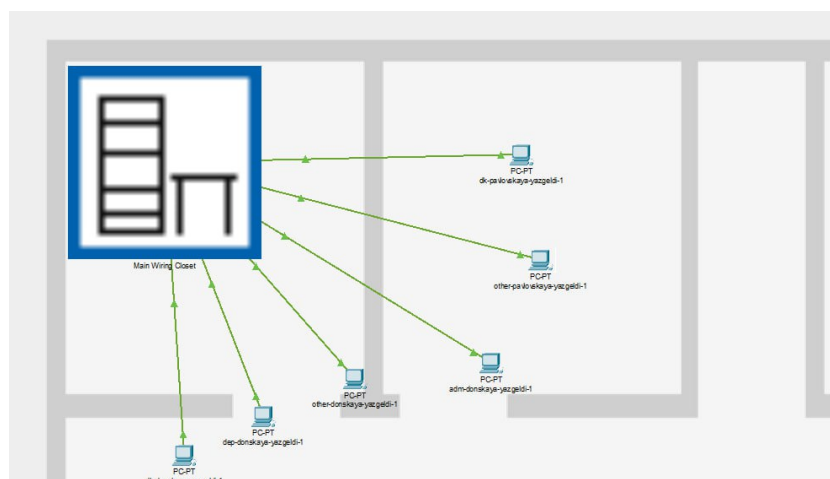 PC-PT
dk-pavlovskaya-yazgeldi-1
Main Wiring Closet
PC-PT
other-pavlovskaya-yazgeldi-1
PC-PT
adm-donskaya-yazgeldi-1
PC-PT
other-donskaya-yazgeldi-1
PC-PT
dep-donskaya-yazgeldi-1
PC-PT